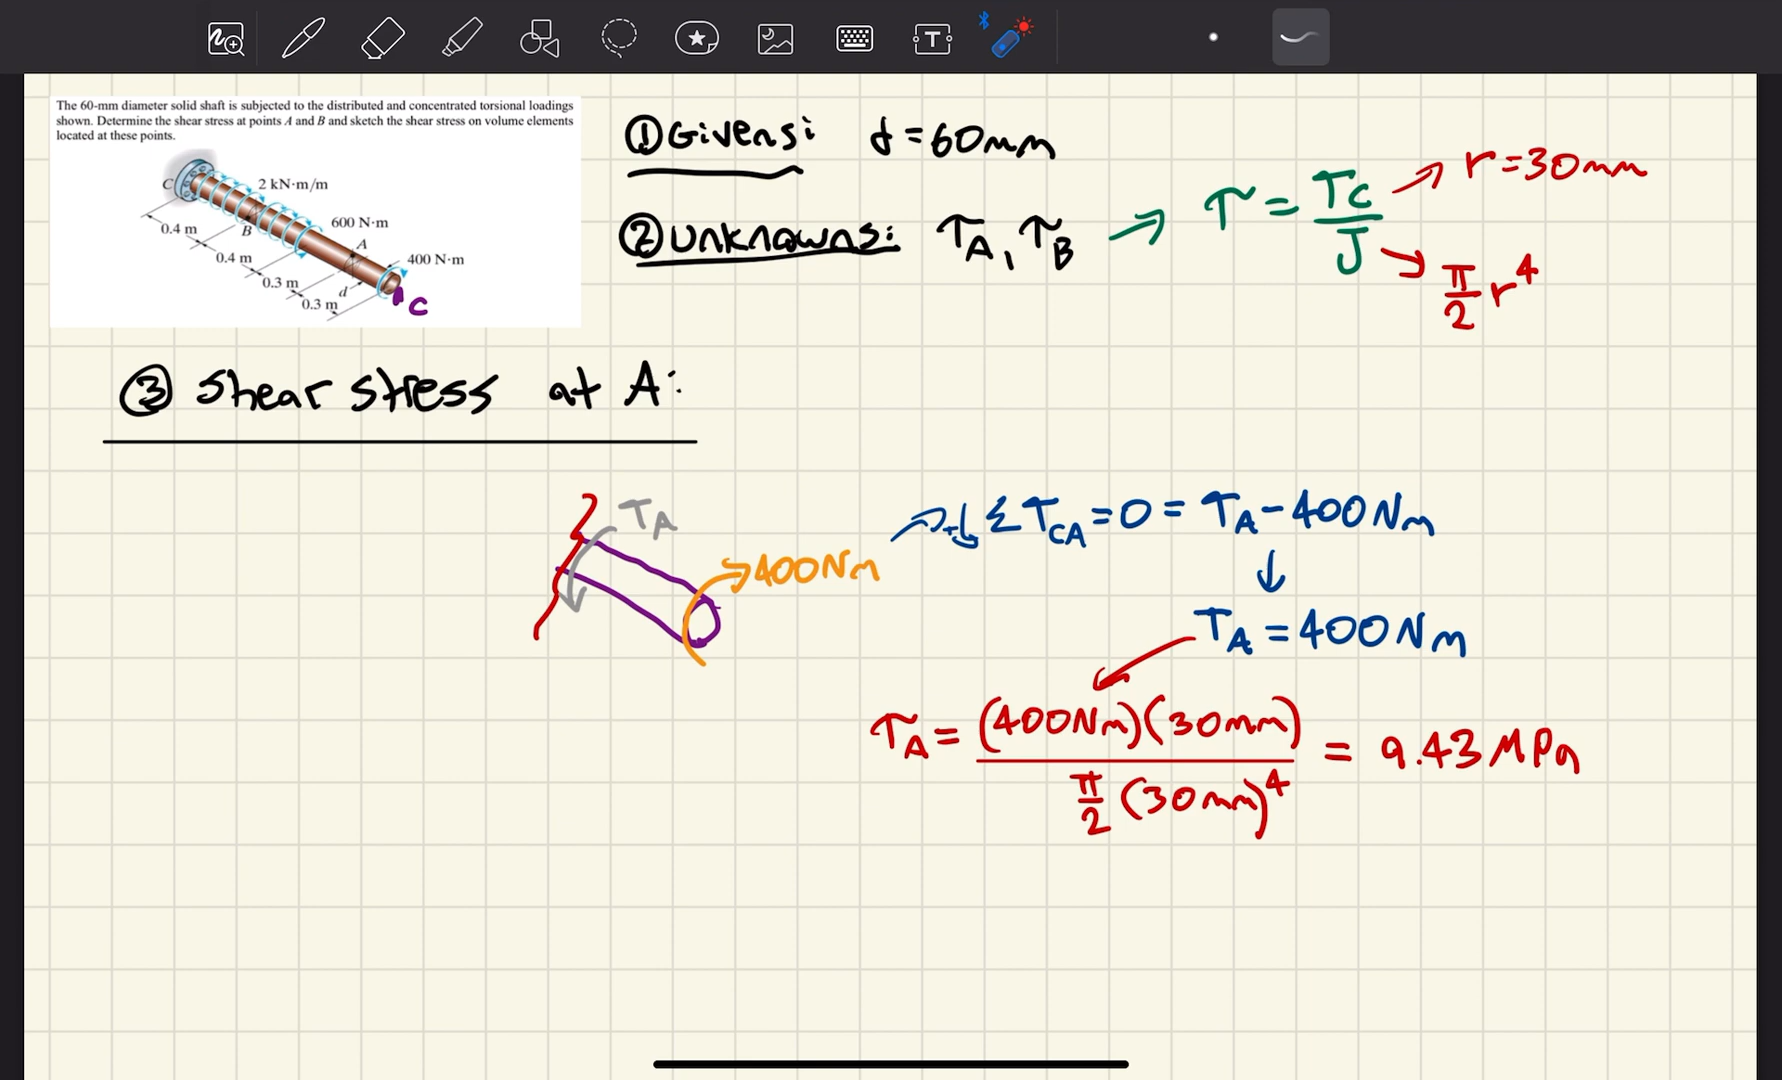 The 60-mm diameter solid shaft is subjected to the distributed and concentrated torsional loadings
shown. Determine the shear stress at points A and B and sketch the shear stress on volume elements
located at these points.
C
2 kN·m/m
600 N·m
A
400 N·m
0.4 m
B
0.4 m
0.3 m
d
0.3 m
C
① Givens: d = 60mm
② Unknowns: τA, τB → τ = Tc/J
→ r = 30mm
→ π/2 r⁴
③ Shear stress at A:
TA
400Nm
+ ΣTCA = 0 = TA - 400Nm
↓
TA = 400Nm
τA = (400Nm)(30mm) / π/2 (30mm)⁴ = 9.43 MPa